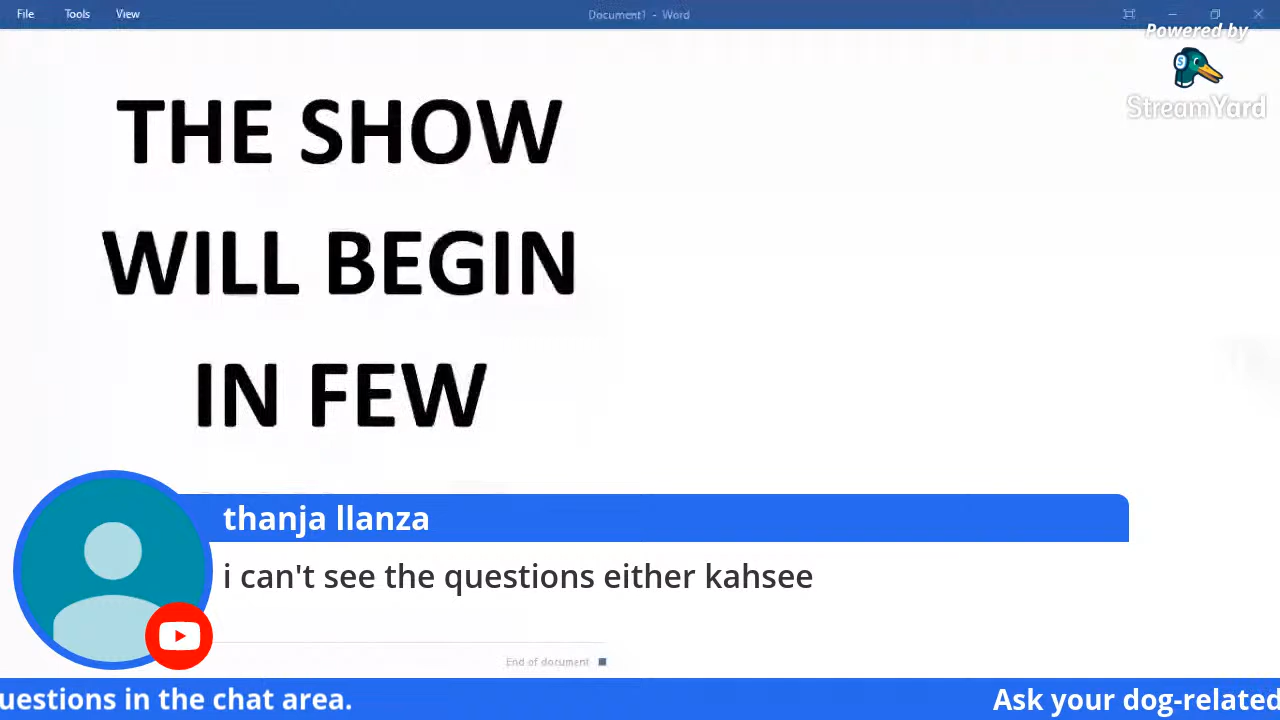 File Tools View Document1 - Word
Powered by
StreamYard
THE SHOW
WILL BEGIN
IN FEW
thanja llanza
i can't see the questions either kahsee
End of document
uestions in the chat area. Ask your dog-related